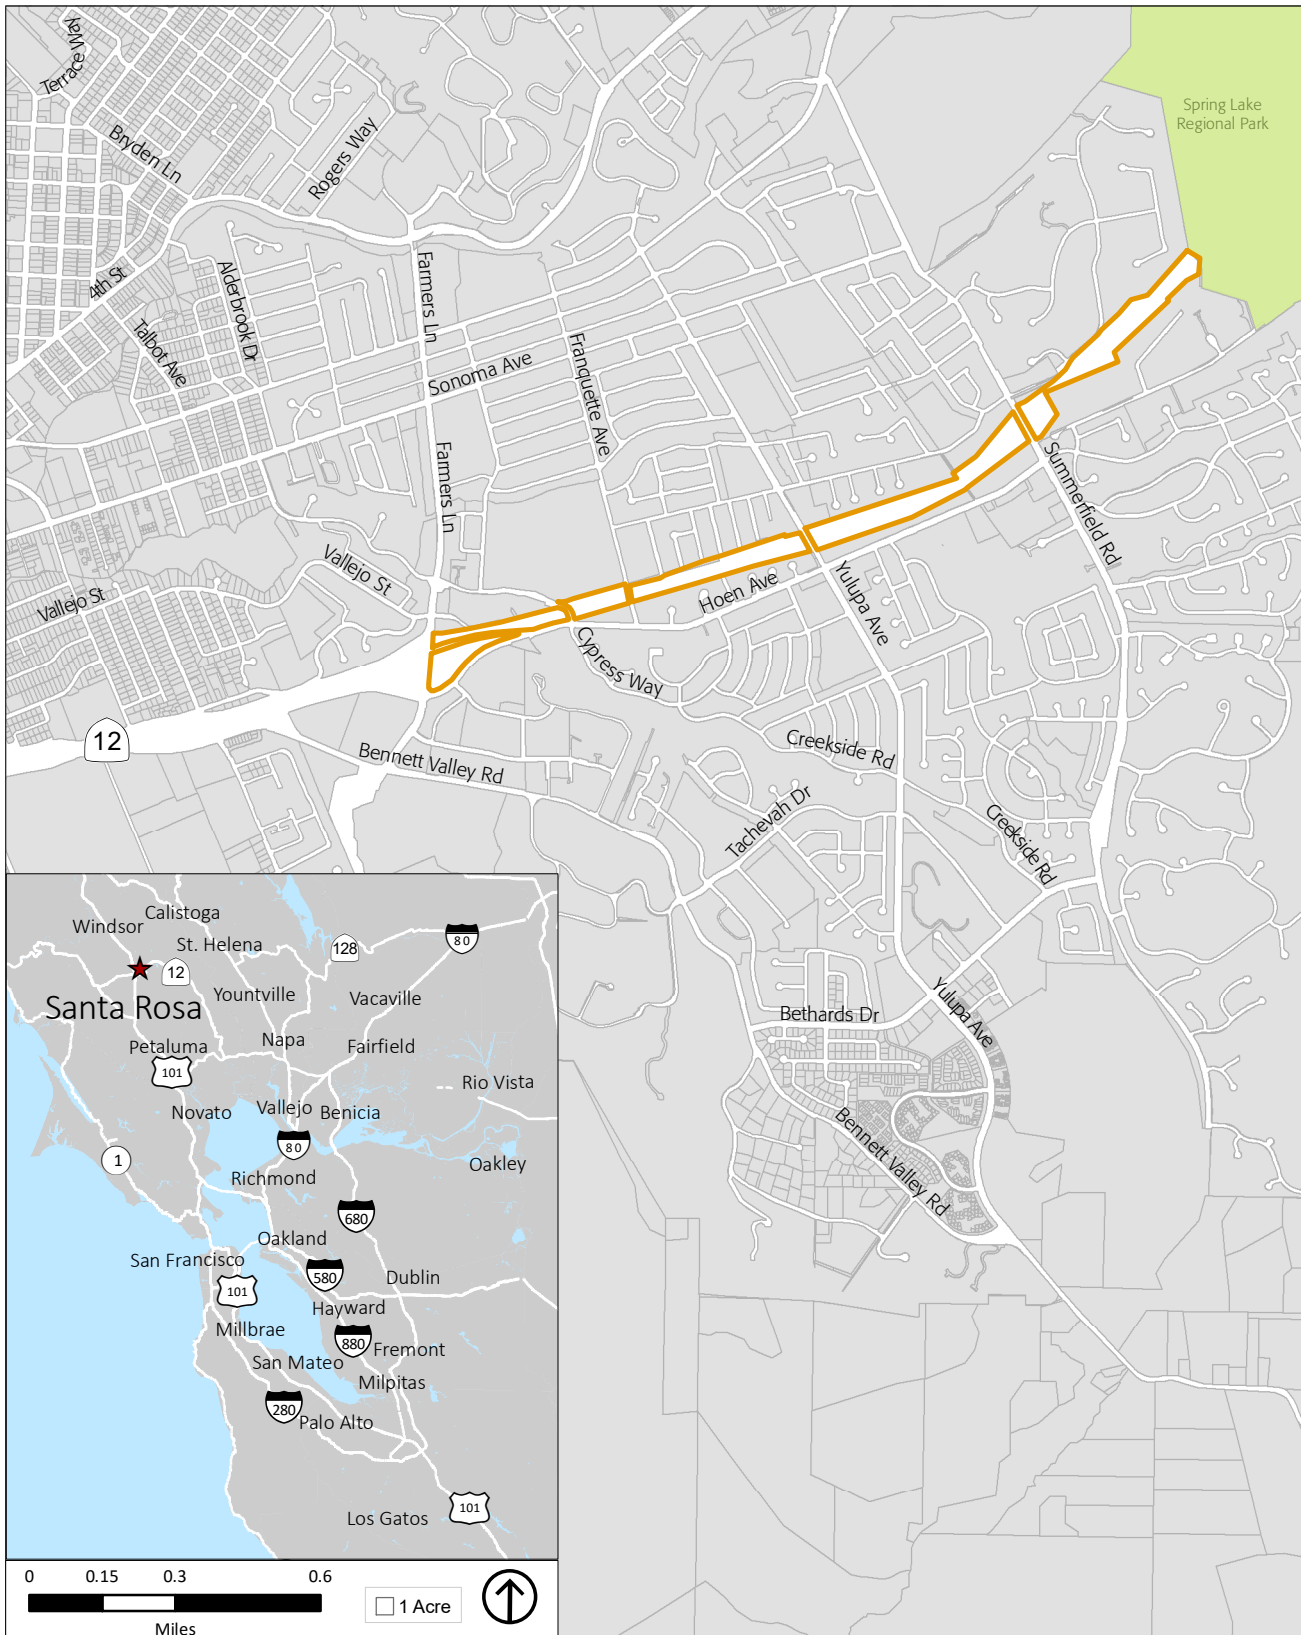 Terrace Way
Bryden Ln
Rogers Way
Spring Lake
Regional Park
4th St
Alderbrook Dr
Talbot Ave
Farmers Ln
Sonoma Ave
Franquette Ave
Farmers Ln
Summerfield Rd
Vallejo St
Vallejo St
Hoen Ave
Yulupa Ave
Cypress Way
12
Bennett Valley Rd
Creekside Rd
Tachevah Dr
Creekside Rd
Yulupa Ave
Bethards Dr
Bennett Valley Rd
Calistoga
Windsor
St. Helena
128
80
12
Santa Rosa
Yountville
Vacaville
Napa
Petaluma
Fairfield
101
Rio Vista
Novato
Vallejo
Benicia
80
1
Oakley
Richmond
680
Oakland
San Francisco
580
Dublin
101
Hayward
Millbrae
880
Fremont
San Mateo
Milpitas
280
Palo Alto
101
Los Gatos
0 0.15 0.3 0.6
Miles
1 Acre